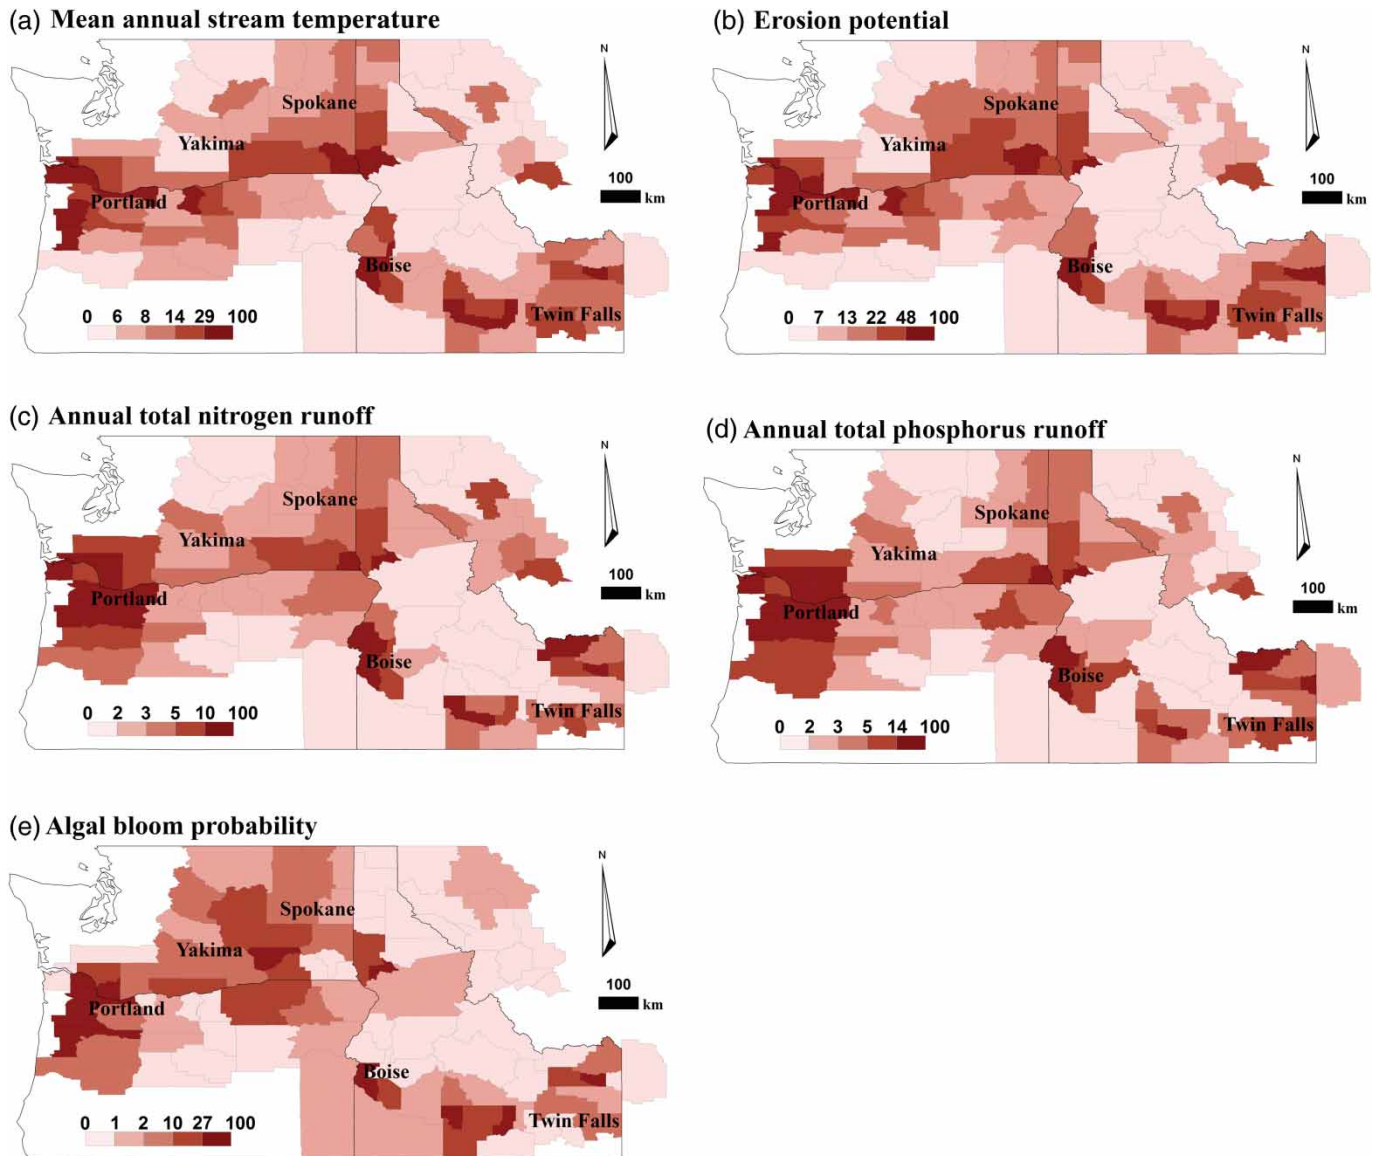 (a) Mean annual stream temperature
N
Spokane
Yakima
Portland
Boise
Twin Falls
100
km
0 6 8 14 29 100
(b) Erosion potential
N
Spokane
Yakima
Portland
Boise
Twin Falls
100
km
0 7 13 22 48 100
(c) Annual total nitrogen runoff
N
Spokane
Yakima
Portland
Boise
Twin Falls
100
km
0 2 3 5 10 100
(d) Annual total phosphorus runoff
N
Spokane
Yakima
Portland
Boise
Twin Falls
100
km
0 2 3 5 14 100
(e) Algal bloom probability
N
Spokane
Yakima
Portland
Boise
Twin Falls
100
km
0 1 2 10 27 100